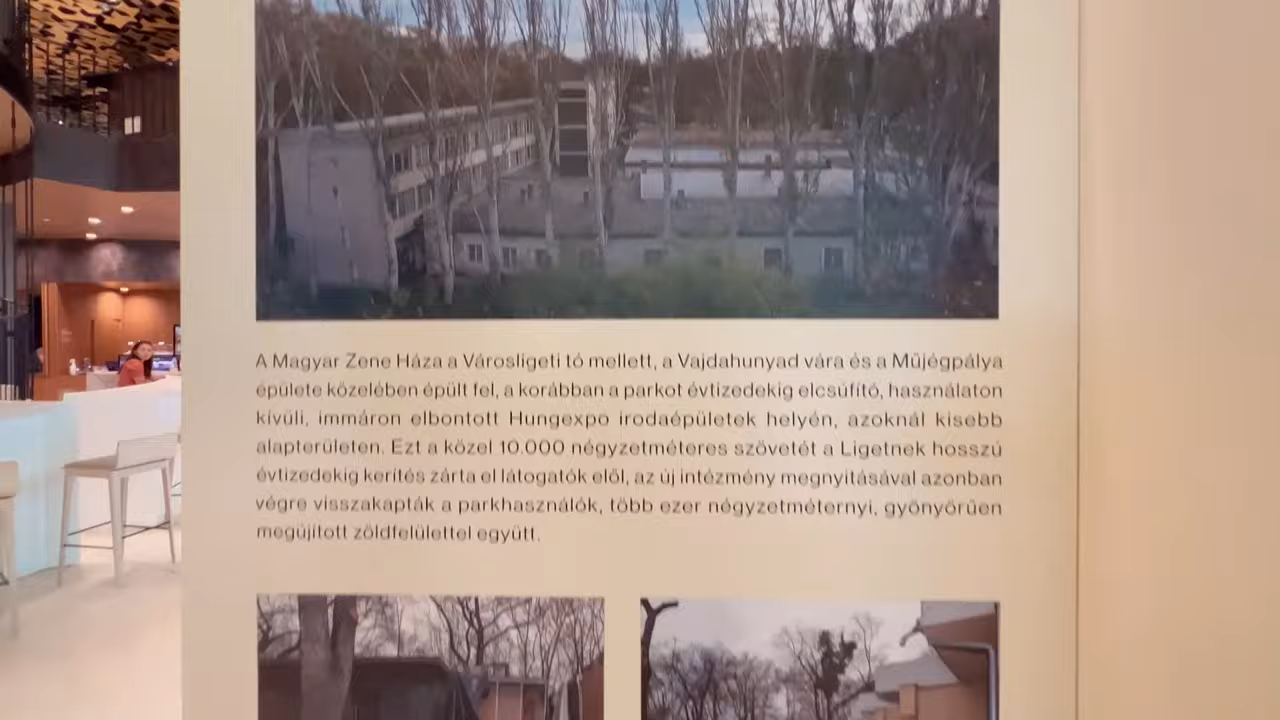 A Magyar Zene Háza a Városligeti tó mellett, a Vajdahunyad vára és a Műjégpálya
épülete közelében épült fel, a korábban a parkot évtizedekig elcsúfító, használaton
kívüli, immáron elbontott Hungexpo irodaépületek helyén, azoknál kisebb
alapterületen. Ezt a közel 10.000 négyzetméteres szövetét a Ligetnek hosszú
évtizedekig kerítés zárta el látogatók elől, az új intézmény megnyitásával azonban
végre visszakapták a parkhasználók, több ezer négyzetméternyi, gyönyörűen
megújított zöldfelülettel együtt.